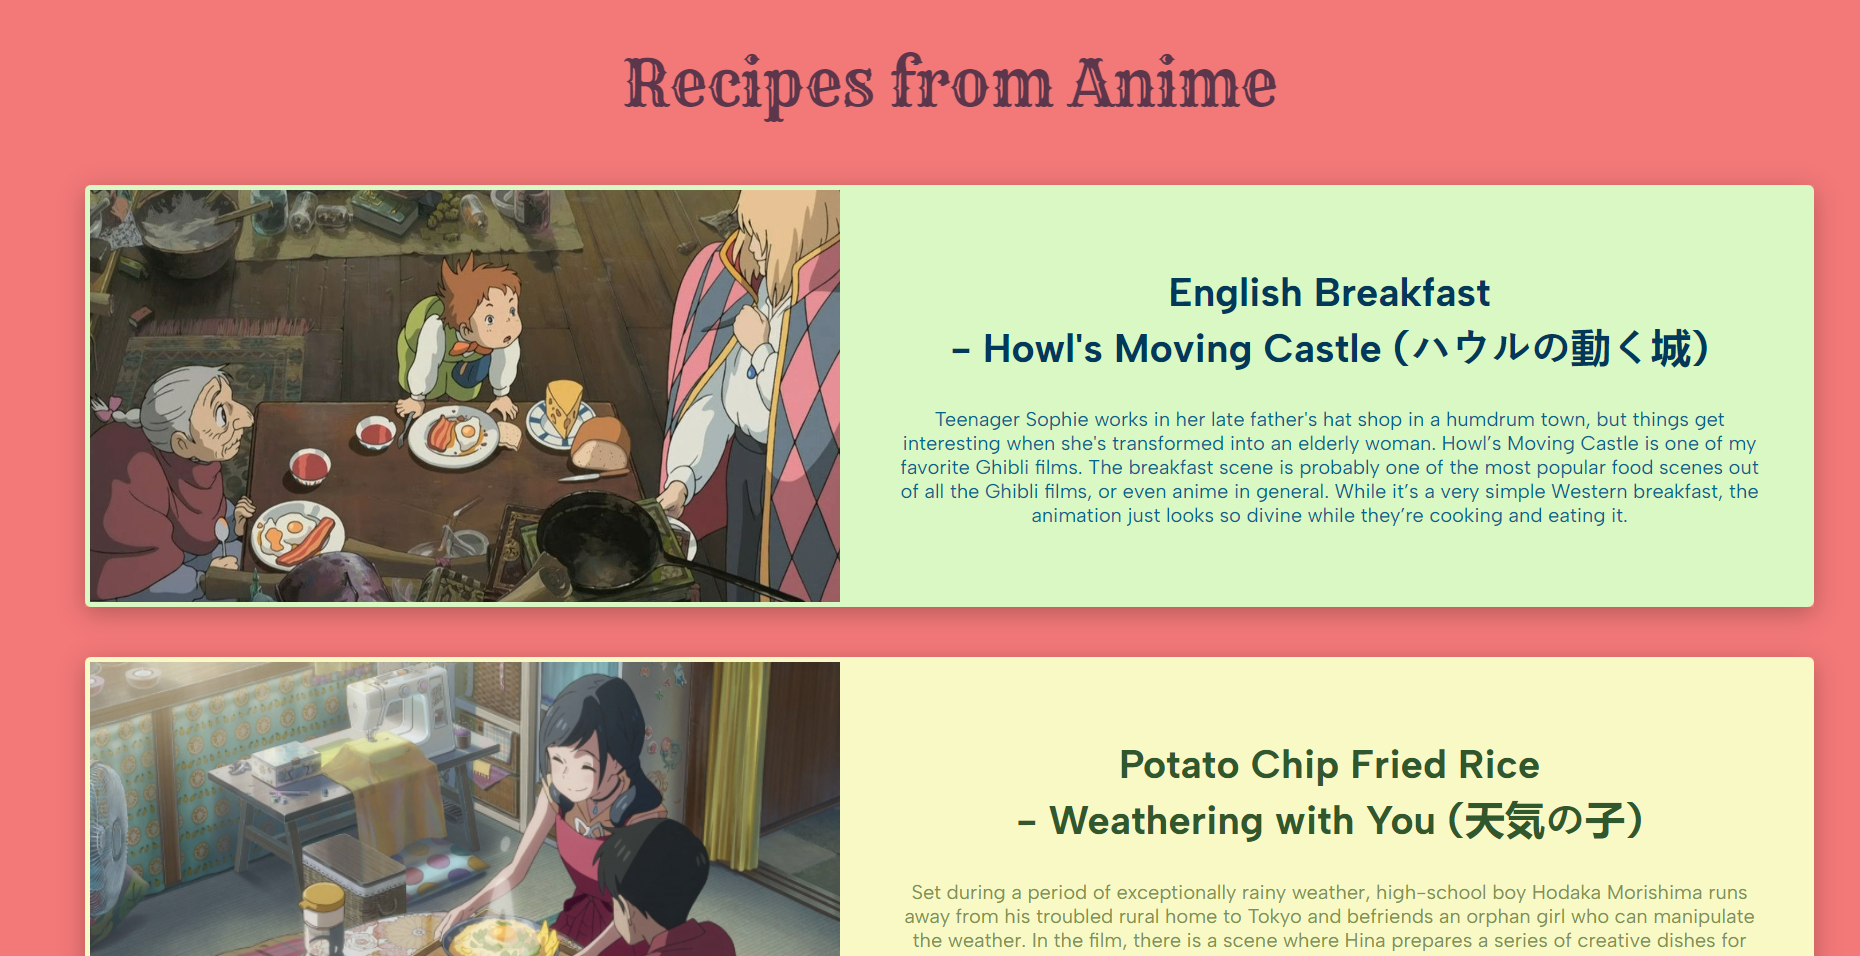 Recipes from Anime
English Breakfast
– Howl's Moving Castle (ハウルの動く城)
Teenager Sophie works in her late father's hat shop in a humdrum town, but things get
interesting when she's transformed into an elderly woman. Howl’s Moving Castle is one of my
favorite Ghibli films. The breakfast scene is probably one of the most popular food scenes out
of all the Ghibli films, or even anime in general. While it’s a very simple Western breakfast, the
animation just looks so divine while they’re cooking and eating it.
Potato Chip Fried Rice
– Weathering with You (天気の子)
Set during a period of exceptionally rainy weather, high-school boy Hodaka Morishima runs
away from his troubled rural home to Tokyo and befriends an orphan girl who can manipulate
the weather. In the film, there is a scene where Hina prepares a series of creative dishes for